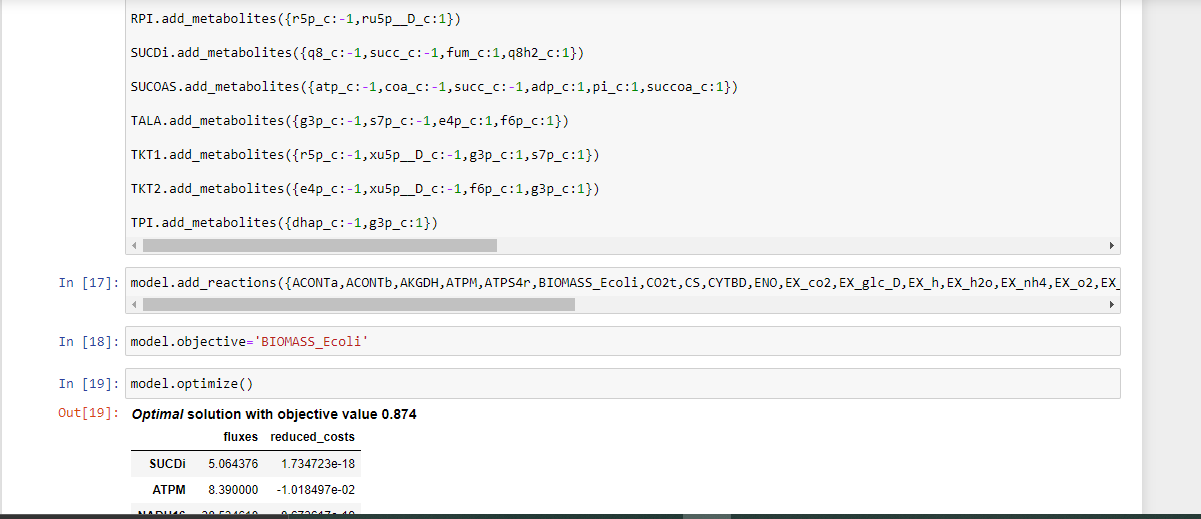 RPI.add_metabolites({r5p_c:-1,ru5p__D_c:1})
SUCDi.add_metabolites({q8_c:-1,succ_c:-1,fum_c:1,q8h2_c:1})
SUCOAS.add_metabolites({atp_c:-1,coa_c:-1,succ_c:-1,adp_c:1,pi_c:1,succoa_c:1})
TALA.add_metabolites({g3p_c:-1,s7p_c:-1,e4p_c:1,f6p_c:1})
TKT1.add_metabolites({r5p_c:-1,xu5p__D_c:-1,g3p_c:1,s7p_c:1})
TKT2.add_metabolites({e4p_c:-1,xu5p__D_c:-1,f6p_c:1,g3p_c:1})
TPI.add_metabolites({dhap_c:-1,g3p_c:1})
In [17]: model.add_reactions({ACONTa,ACONTb,AKGDH,ATPM,ATPS4r,BIOMASS_Ecoli,CO2t,CS,CYTBD,ENO,EX_co2,EX_glc_D,EX_h,EX_h2o,EX_nh4,EX_o2,EX_
In [18]: model.objective='BIOMASS_Ecoli'
In [19]: model.optimize()
Out[19]: Optimal solution with objective value 0.874
fluxes reduced_costs
SUCDi 5.064376 1.734723e-18
ATPM 8.390000 -1.018497e-02